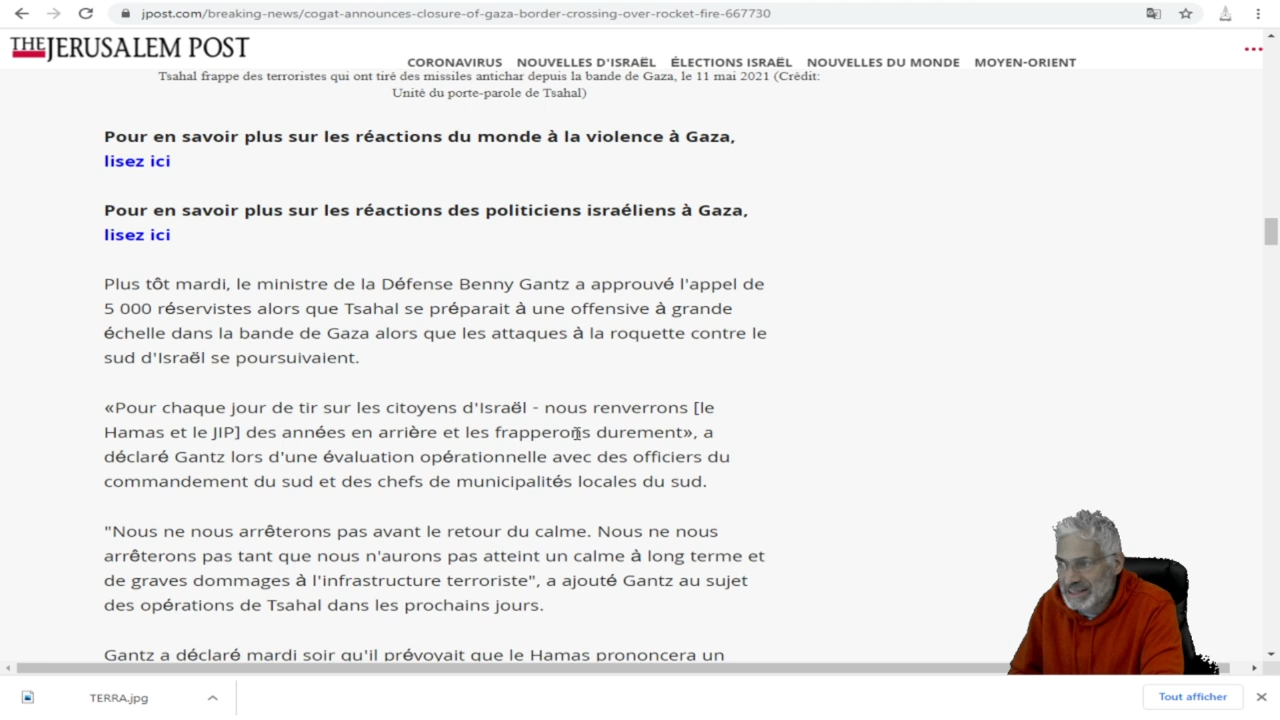 jpost.com/breaking-news/cogat-announces-closure-of-gaza-border-crossing-over-rocket-fire-667730
THE JERUSALEM POST
CORONAVIRUS NOUVELLES D'ISRAËL ÉLECTIONS ISRAËL NOUVELLES DU MONDE MOYEN-ORIENT
Tsahal frappe des terroristes qui ont tiré des missiles antichar depuis la bande de Gaza, le 11 mai 2021 (Crédit:
Unité du porte-parole de Tsahal)
Pour en savoir plus sur les réactions du monde à la violence à Gaza,
lisez ici
Pour en savoir plus sur les réactions des politiciens israéliens à Gaza,
lisez ici
Plus tôt mardi, le ministre de la Défense Benny Gantz a approuvé l'appel de
5 000 réservistes alors que Tsahal se préparait à une offensive à grande
échelle dans la bande de Gaza alors que les attaques à la roquette contre le
sud d'Israël se poursuivaient.
«Pour chaque jour de tir sur les citoyens d'Israël - nous renverrons [le
Hamas et le JIP] des années en arrière et les frapperons durement», a
déclaré Gantz lors d'une évaluation opérationnelle avec des officiers du
commandement du sud et des chefs de municipalités locales du sud.
"Nous ne nous arrêterons pas avant le retour du calme. Nous ne nous
arrêterons pas tant que nous n'aurons pas atteint un calme à long terme et
de graves dommages à l'infrastructure terroriste", a ajouté Gantz au sujet
des opérations de Tsahal dans les prochains jours.
Gantz a déclaré mardi soir qu'il prévoyait que le Hamas prononcera un
TERRA.jpg
Tout afficher